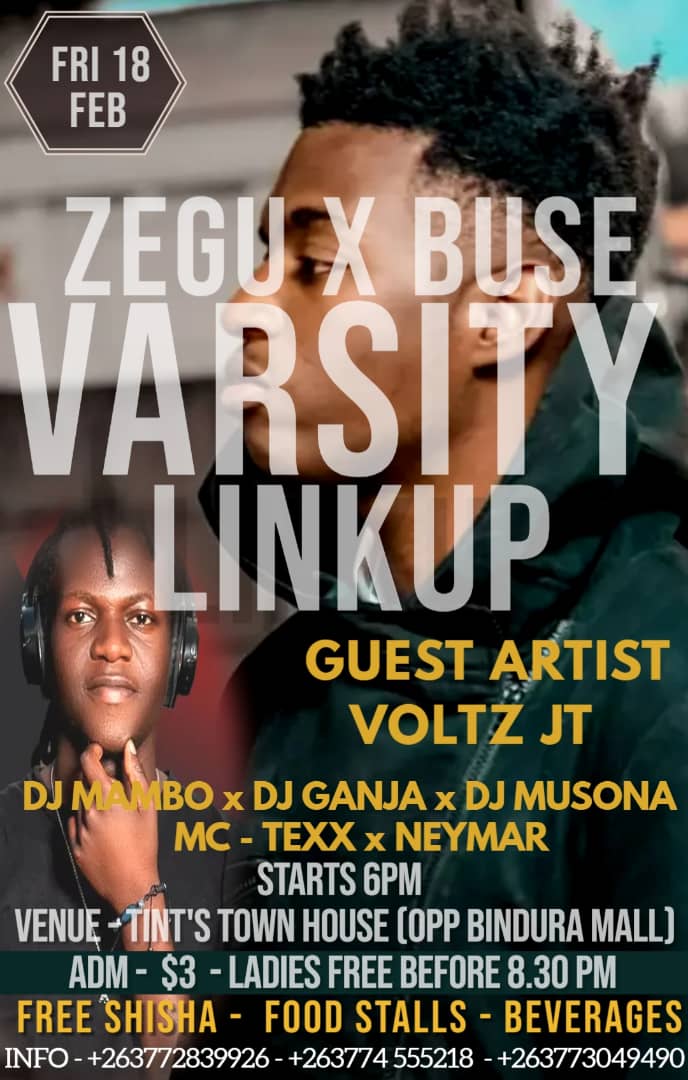 FRI 18
FEB
ZEGU X BUSE
VARSITY
LINKUP
GUEST ARTIST
VOLTZ JT
DJ MAMBO x DJ GANJA x DJ MUSONA
MC - TEXX x NEYMAR
STARTS 6PM
VENUE - TINT'S TOWN HOUSE (OPP BINDURA MALL)
ADM - $3 - LADIES FREE BEFORE 8.30 PM
FREE SHISHA - FOOD STALLS - BEVERAGES
INFO - +263772839926 - +263774 555218 - +263773049490